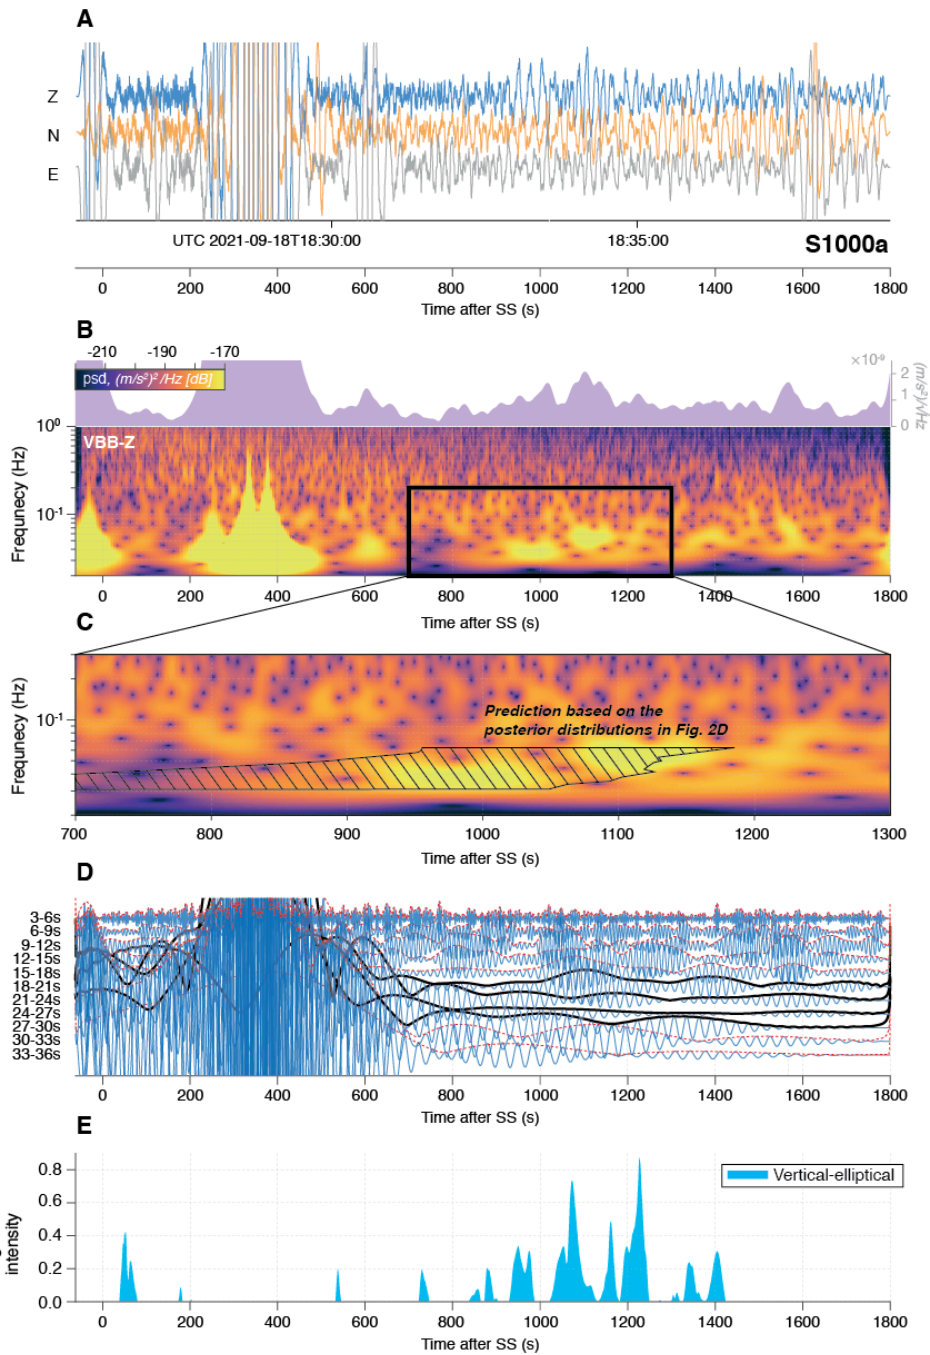 A
Z
N
E
UTC 2021-09-18T18:30:00 18:35:00 S1000a
0 200 400 600 800 1000 1200 1400 1600 1800
Time after SS (s)
B
-210 -190 -170
psd, (m/s²)²/Hz [dB]
×10⁻⁹
2
1
0
(m/s²)/√Hz
VBB-Z
10⁰
10⁻¹
Frequnecy (Hz)
0 200 400 600 800 1000 1200 1400 1600 1800
Time after SS (s)
C
Prediction based on the
posterior distributions in Fig. 2D
10⁻¹
Frequnecy (Hz)
700 800 900 1000 1100 1200 1300
Time after SS (s)
D
3-6s
6-9s
9-12s
12-15s
15-18s
18-21s
21-24s
24-27s
27-30s
30-33s
33-36s
0 200 400 600 800 1000 1200 1400 1600 1800
Time after SS (s)
E
0.8
0.6
0.4
0.2
0.0
intensity
Vertical-elliptical
0 200 400 600 800 1000 1200 1400 1600 1800
Time after SS (s)